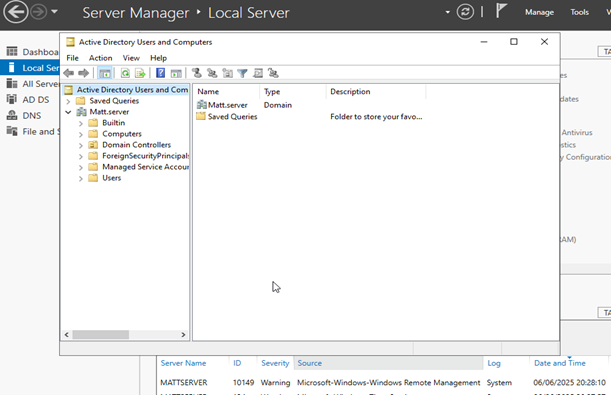 Server Manager • Local Server
Manage Tools V
Dashboa
Local Ser
All Serve
AD DS
DNS
File and S
Active Directory Users and Computers
File Action View Help
Active Directory Users and Com
Saved Queries
Matt.server
Builtin
Computers
Domain Controllers
ForeignSecurityPrincipals
Managed Service Accour
Users
Name Type Description
Matt.server Domain
Saved Queries Folder to store your favo...
TA
es
dates
Antivirus
stics
y Configuration
AM)
TA
Server Name ID Severity Source Log Date and Time
MATTSERVER 10149 Warning Microsoft-Windows-Windows Remote Management System 06/06/2025 20:28:10